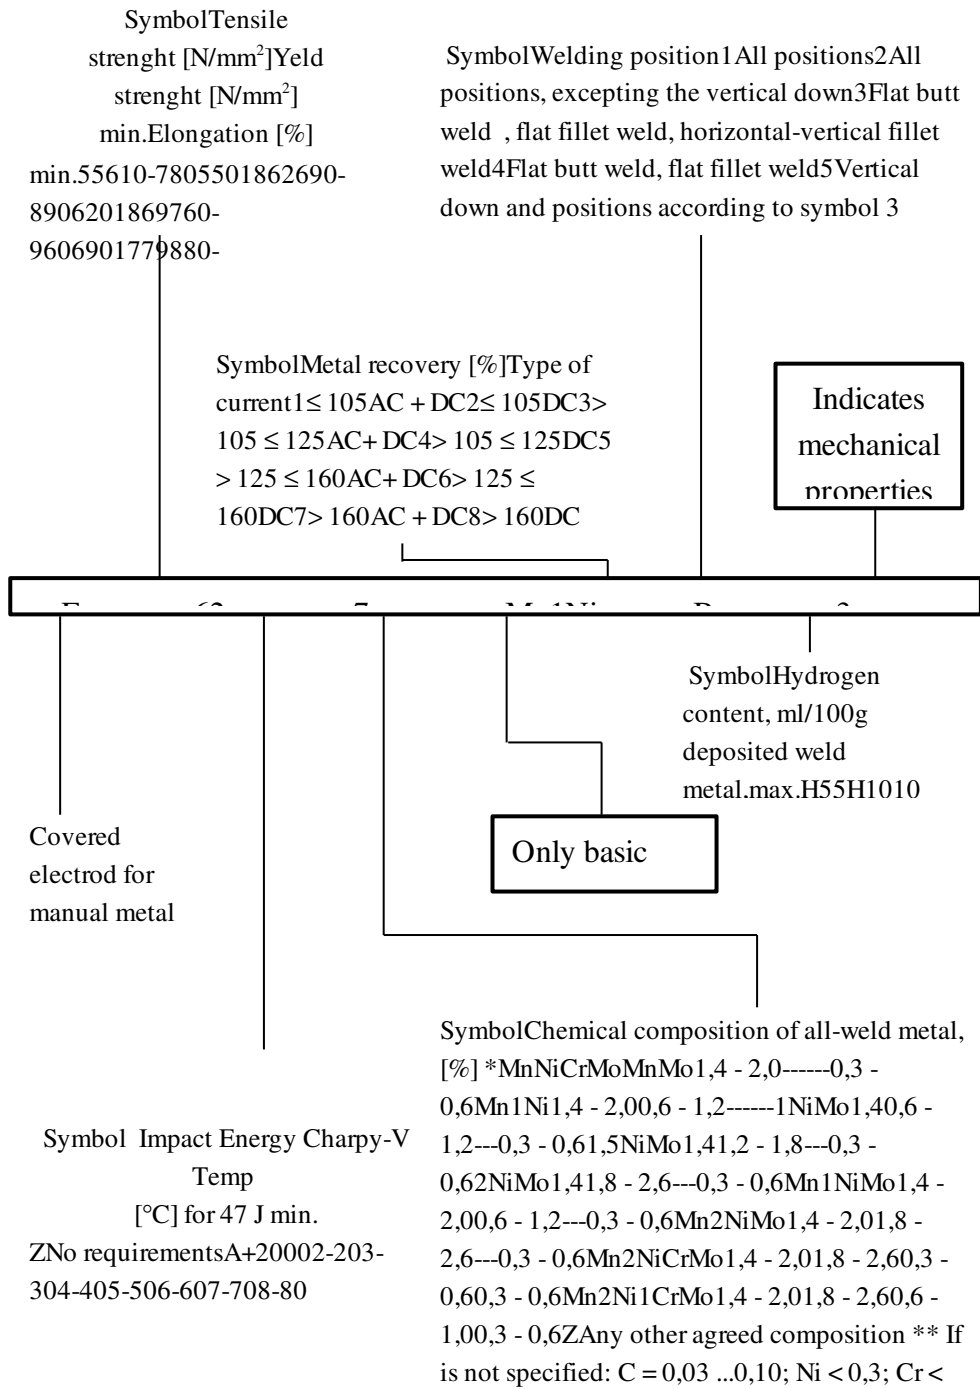 SymbolTensile
strenght [N/mm2]Yeld
strenght [N/mm2]
min.Elongation [%]
min.55610-7805501862690-
8906201869760-
9606901779880-
SymbolWelding position1All positions2All
positions, excepting the vertical down3Flat butt
weld , flat fillet weld, horizontal-vertical fillet
weld4Flat butt weld, flat fillet weld5Vertical
down and positions according to symbol 3
SymbolMetal recovery [%]Type of
current1≤ 105AC + DC2≤ 105DC3>
105 ≤ 125AC+ DC4> 105 ≤ 125DC5
> 125 ≤ 160AC+ DC6> 125 ≤
160DC7> 160AC + DC8> 160DC
Indicates
mechanical
properties
SymbolHydrogen
content, ml/100g
deposited weld
metal.max.H55H1010
Covered
electrod for
manual metal
Only basic
Symbol Impact Energy Charpy-V
Temp
[°C] for 47 J min.
ZNo requirementsA+20002-203-
304-405-506-607-708-80
SymbolChemical composition of all-weld metal,
[%] *MnNiCrMoMnMo1,4 - 2,0------0,3 -
0,6Mn1Ni1,4 - 2,00,6 - 1,2------1NiMo1,40,6 -
1,2---0,3 - 0,61,5NiMo1,41,2 - 1,8---0,3 -
0,62NiMo1,41,8 - 2,6---0,3 - 0,6Mn1NiMo1,4 -
2,00,6 - 1,2---0,3 - 0,6Mn2NiMo1,4 - 2,01,8 -
2,6---0,3 - 0,6Mn2NiCrMo1,4 - 2,01,8 - 2,60,3 -
0,60,3 - 0,6Mn2Ni1CrMo1,4 - 2,01,8 - 2,60,6 -
1,00,3 - 0,6ZAny other agreed composition ** If
is not specified: C = 0,03 ...0,10; Ni < 0,3; Cr <